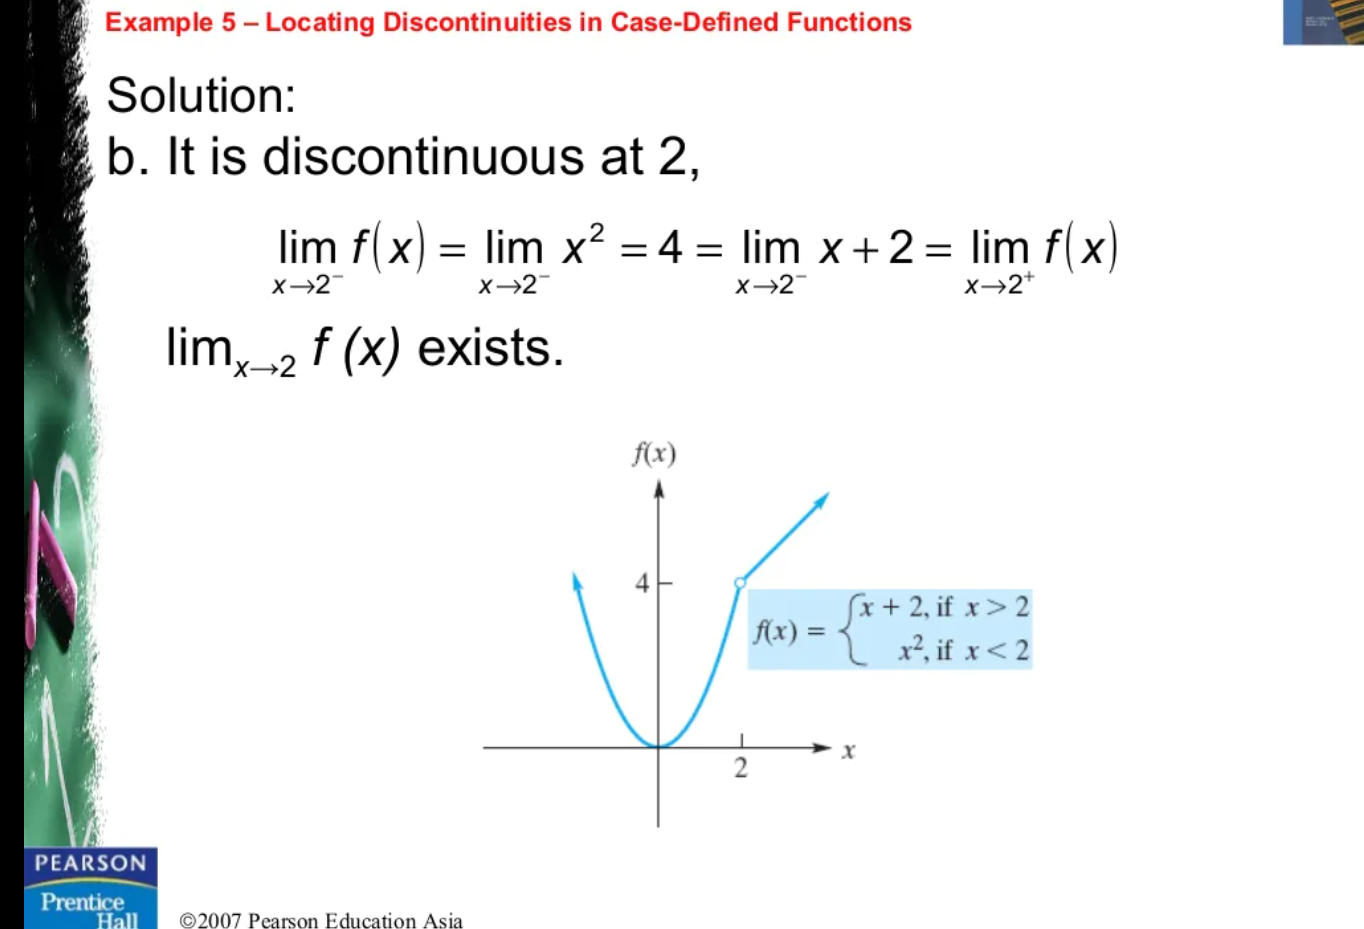 Example 5 – Locating Discontinuities in Case-Defined Functions
Solution:
b. It is discontinuous at 2,
lim f(x) = lim x² = 4 = lim x + 2 = lim f(x)
x→2⁻ x→2⁻ x→2⁻ x→2⁺
limₓ→₂ f (x) exists.
f(x)
4
f(x) = { x + 2, if x > 2
x², if x < 2
x
2
PEARSON
Prentice
Hall
©2007 Pearson Education Asia